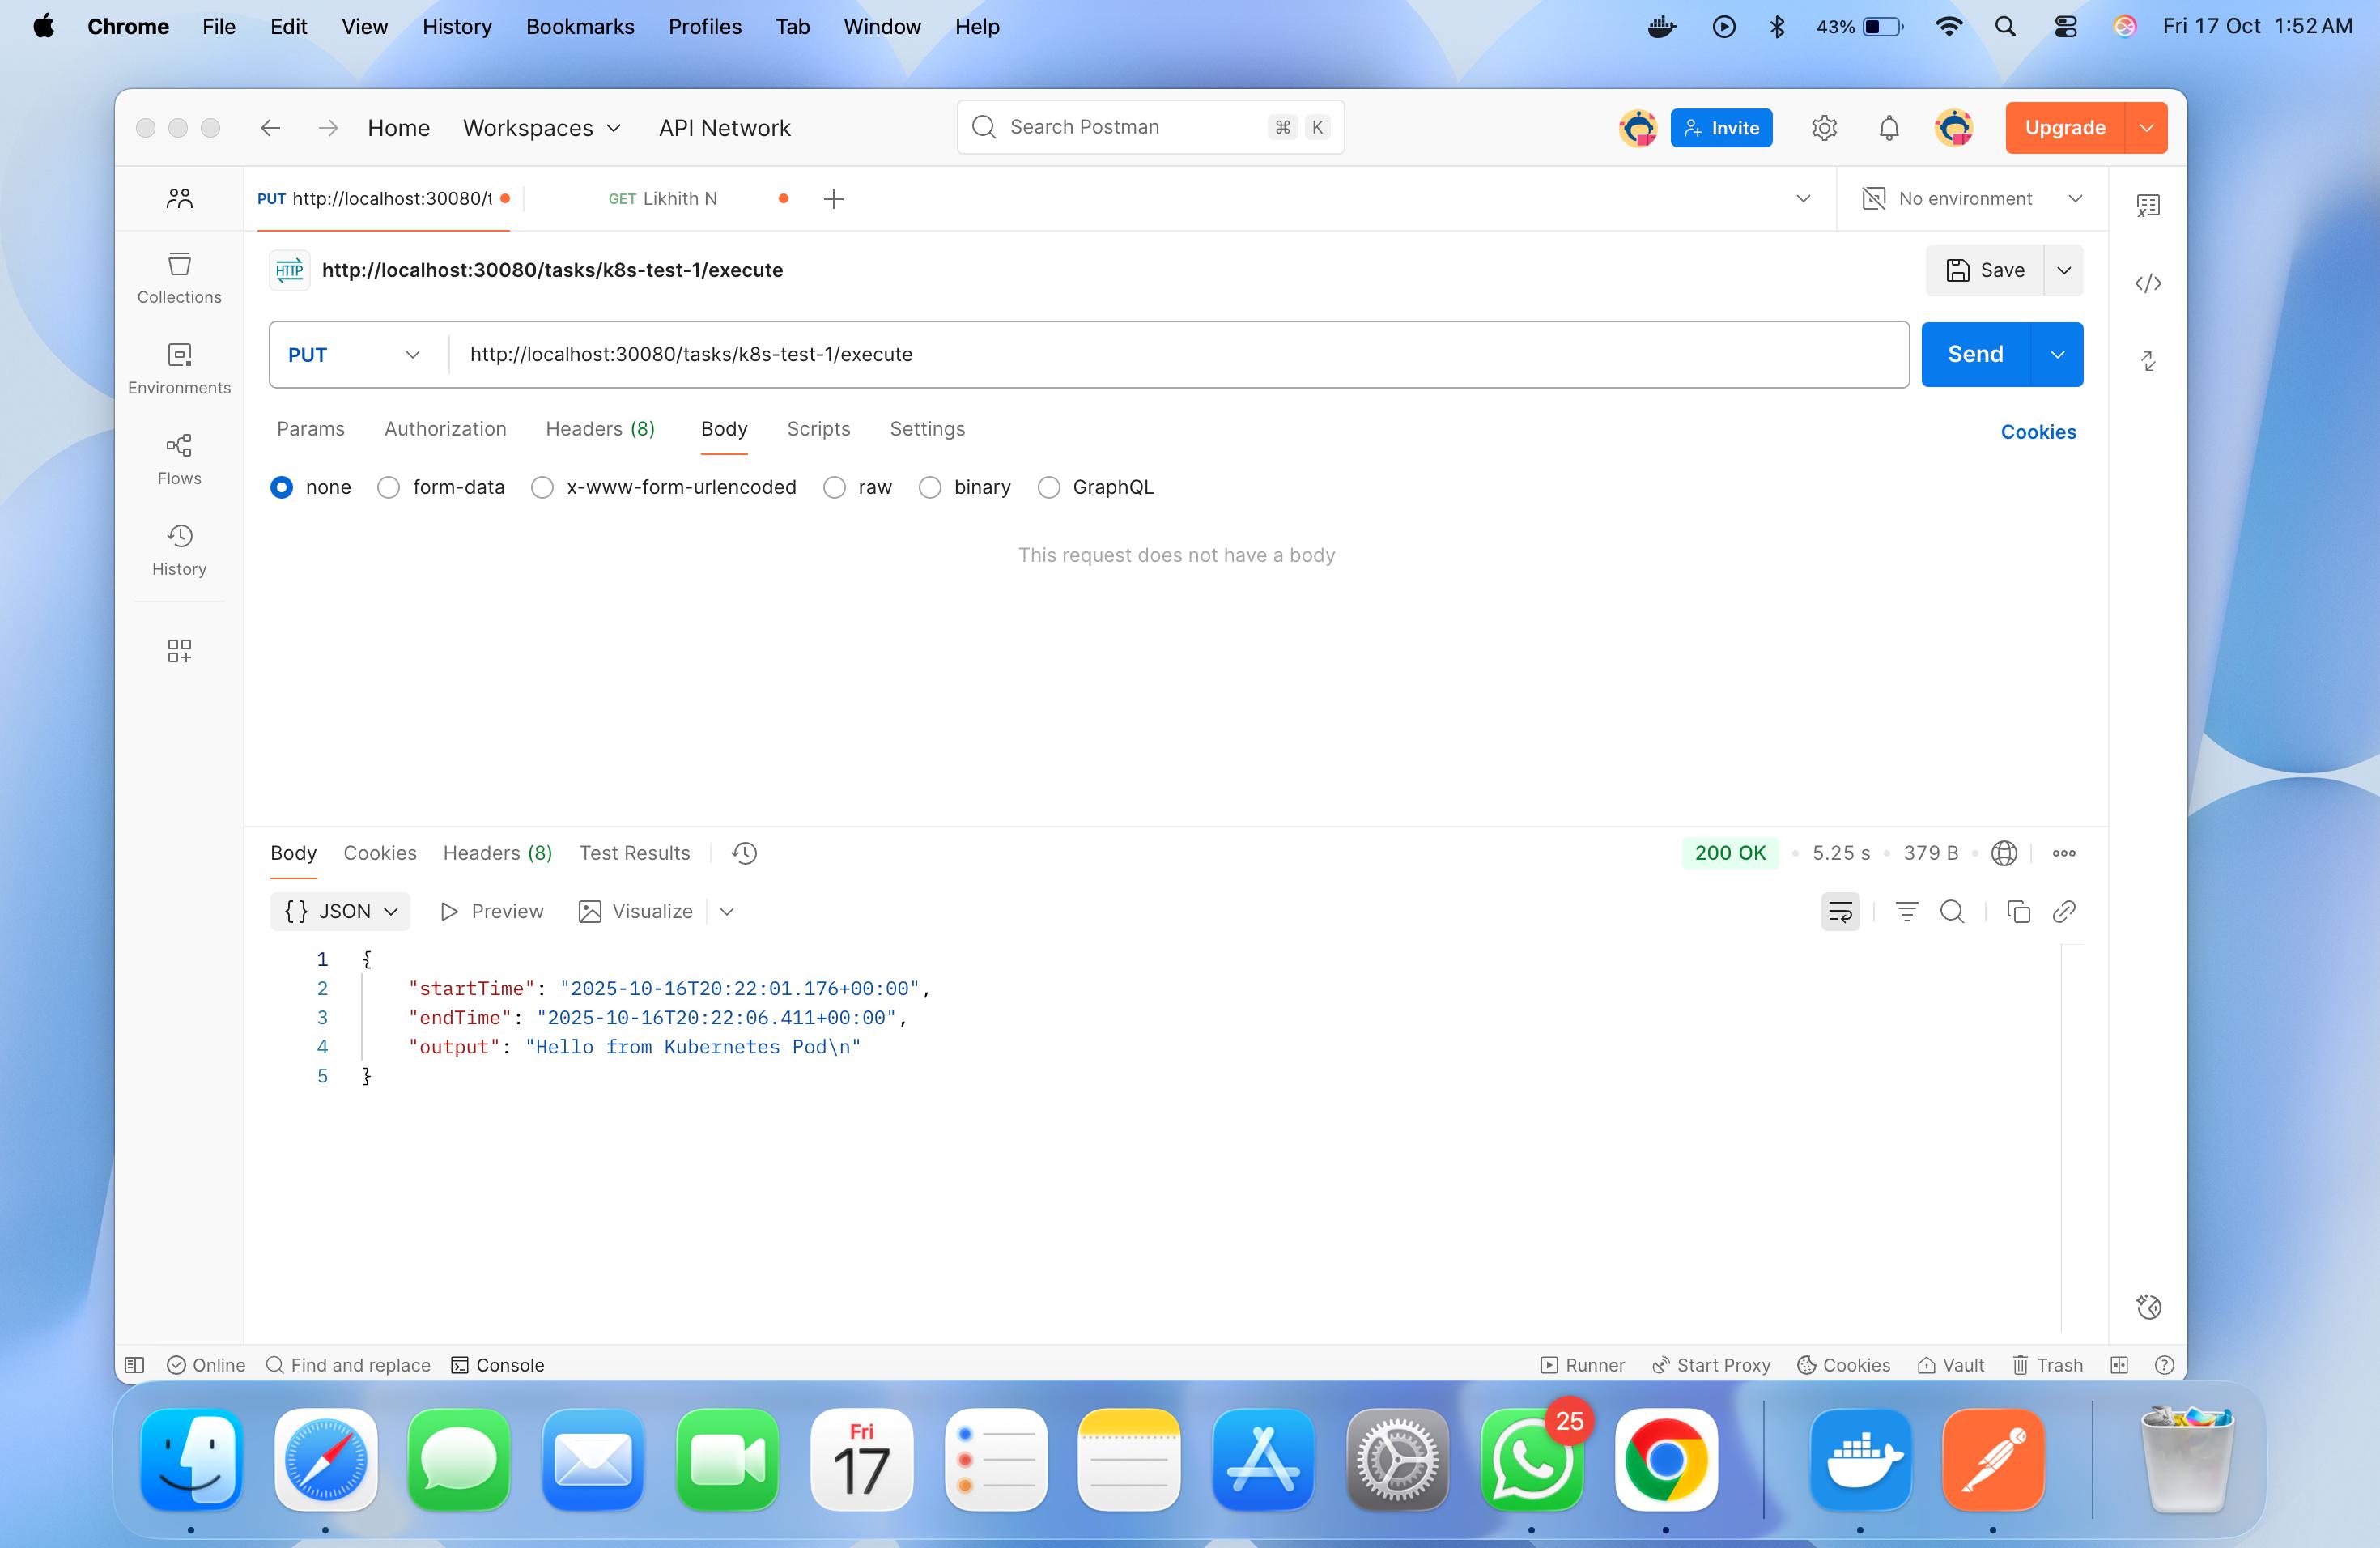 Chrome File Edit View History Bookmarks Profiles Tab Window Help 43% Fri 17 Oct 1:52 AM
Home Workspaces API Network Search Postman ⌘ K Invite Upgrade
PUT http://localhost:30080/t GET Likhith N No environment
HTTP http://localhost:30080/tasks/k8s-test-1/execute Save
PUT http://localhost:30080/tasks/k8s-test-1/execute Send
Collections
Environments
Flows
History
Params Authorization Headers (8) Body Scripts Settings Cookies
none form-data x-www-form-urlencoded raw binary GraphQL
This request does not have a body
Body Cookies Headers (8) Test Results 200 OK • 5.25 s • 379 B
{} JSON Preview Visualize
1 {
2 "startTime": "2025-10-16T20:22:01.176+00:00",
3 "endTime": "2025-10-16T20:22:06.411+00:00",
4 "output": "Hello from Kubernetes Pod\n"
5 }
Online Find and replace Console Runner Start Proxy Cookies Vault Trash
Fri
17
25